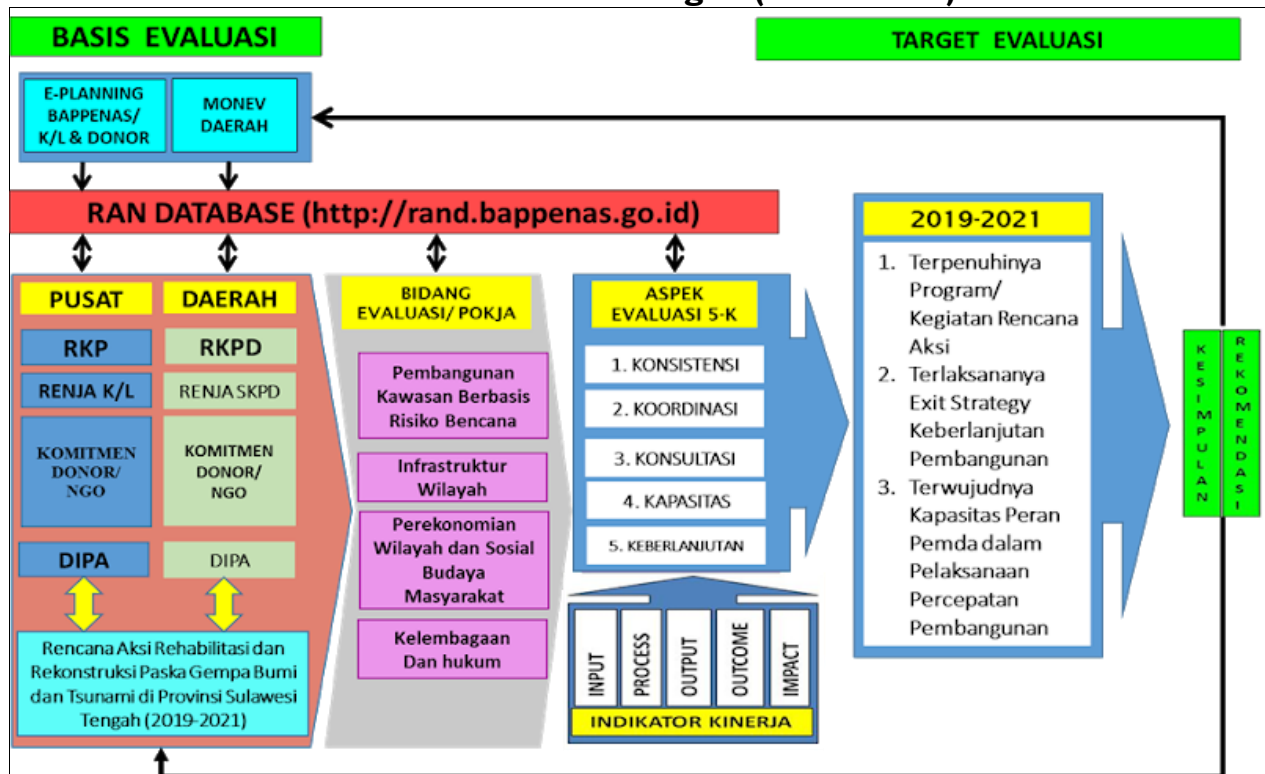 BASIS EVALUASI
TARGET EVALUASI
E-PLANNING
BAPPENAS/
K/L & DONOR
MONEV
DAERAH
RAN DATABASE (http://rand.bappenas.go.id)
PUSAT
DAERAH
RKP
RKPD
RENJA K/L
RENJA SKPD
KOMITMEN
DONOR/
NGO
KOMITMEN
DONOR/
NGO
DIPA
DIPA
Rencana Aksi Rehabilitasi dan
Rekonstruksi Paska Gempa Bumi
dan Tsunami di Provinsi Sulawesi
Tengah (2019-2021)
BIDANG
EVALUASI/ POKJA
Pembangunan
Kawasan Berbasis
Risiko Bencana
Infrastruktur
Wilayah
Perekonomian
Wilayah dan Sosial
Budaya
Masyarakat
Kelembagaan
Dan hukum
ASPEK
EVALUASI 5-K
1. KONSISTENSI
2. KOORDINASI
3. KONSULTASI
4. KAPASITAS
5. KEBERLANJUTAN
INPUT
PROCESS
OUTPUT
OUTCOME
IMPACT
INDIKATOR KINERJA
2019-2021
1. Terpenuhinya
Program/
Kegiatan Rencana
Aksi
2. Terlaksananya
Exit Strategy
Keberlanjutan
Pembangunan
3. Terwujudnya
Kapasitas Peran
Pemda dalam
Pelaksanaan
Percepatan
Pembangunan
KESIMPULAN
REKOMENDASI